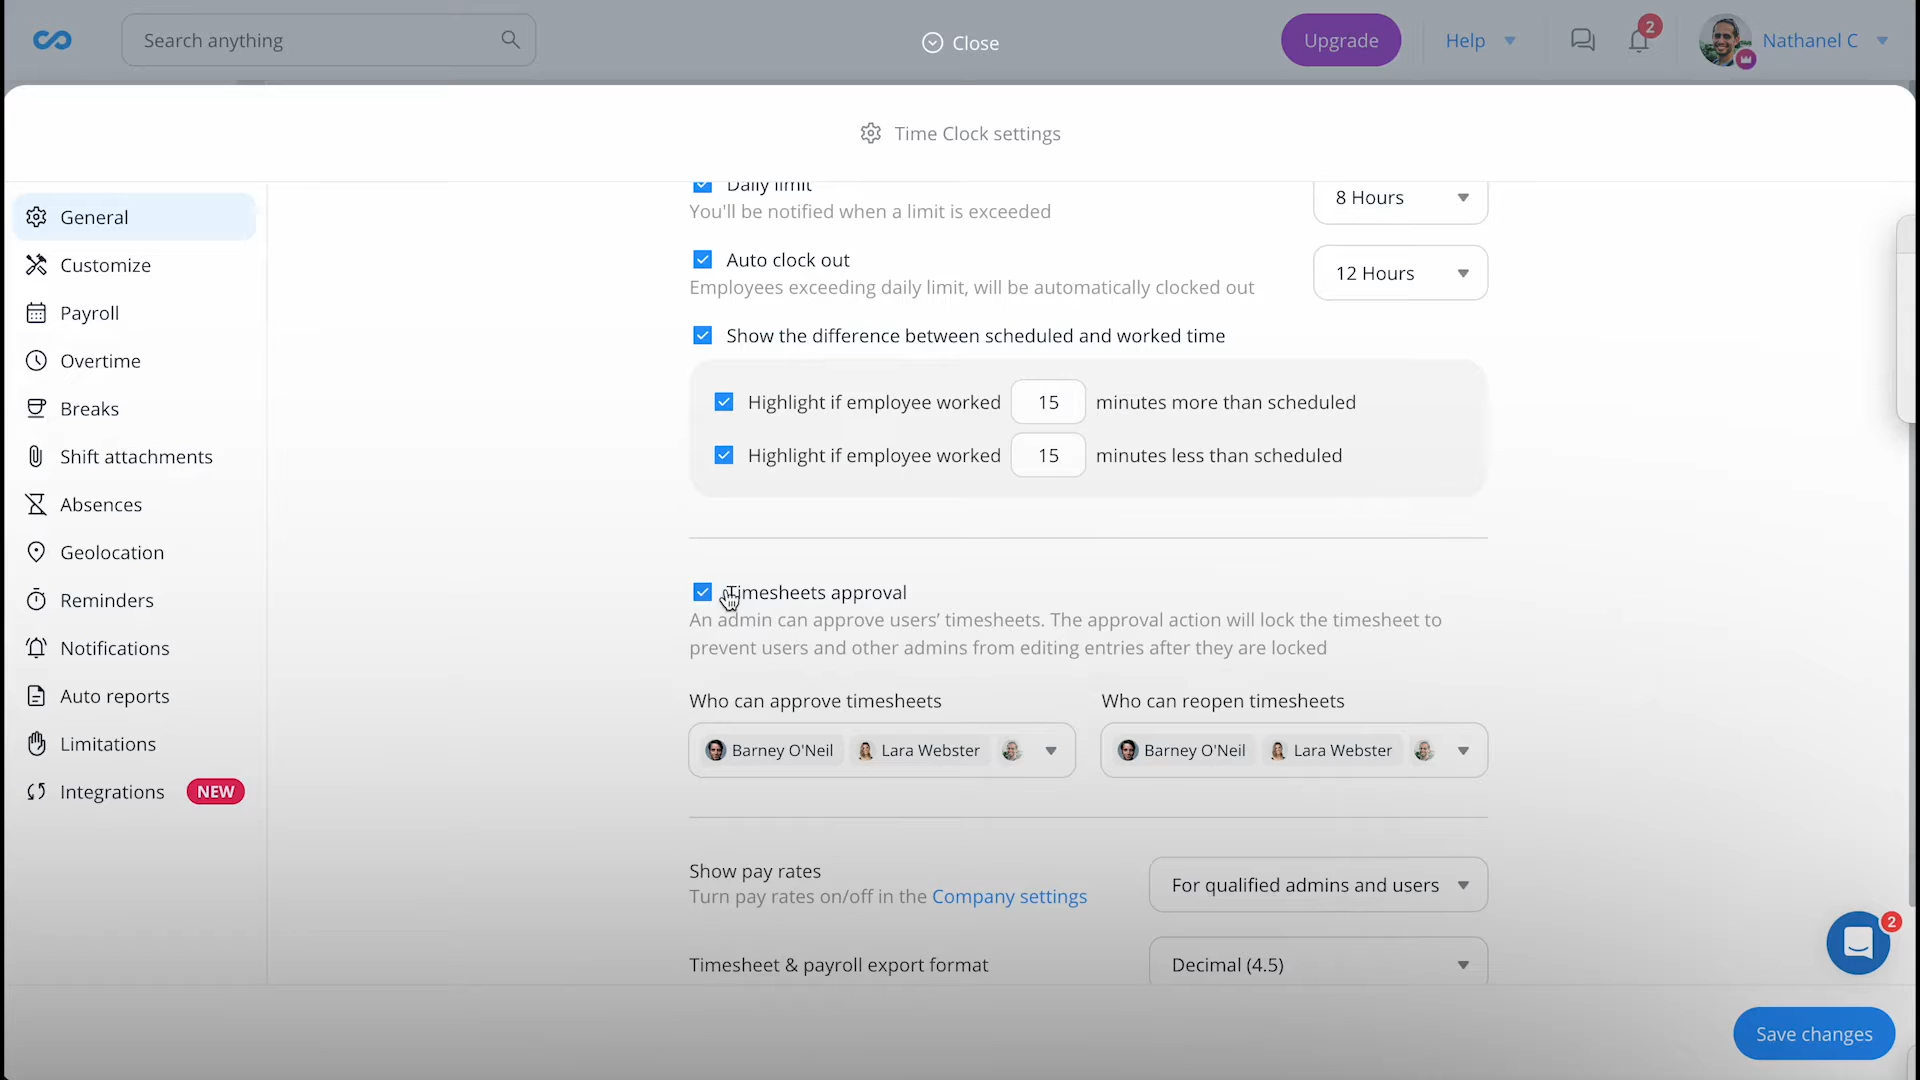 Search anything
Close
Upgrade
Help
2
Nathanel C
Time Clock settings
General
Customize
Payroll
Overtime
Breaks
Shift attachments
Absences
Geolocation
Reminders
Notifications
Auto reports
Limitations
Integrations NEW
Daily limit
You'll be notified when a limit is exceeded
8 Hours
Auto clock out
Employees exceeding daily limit, will be automatically clocked out
12 Hours
Show the difference between scheduled and worked time
Highlight if employee worked 15 minutes more than scheduled
Highlight if employee worked 15 minutes less than scheduled
Timesheets approval
An admin can approve users’ timesheets. The approval action will lock the timesheet to
prevent users and other admins from editing entries after they are locked
Who can approve timesheets
Barney O'Neil Lara Webster
Who can reopen timesheets
Barney O'Neil Lara Webster
Show pay rates
Turn pay rates on/off in the Company settings
For qualified admins and users
Timesheet & payroll export format
Decimal (4.5)
2
Save changes